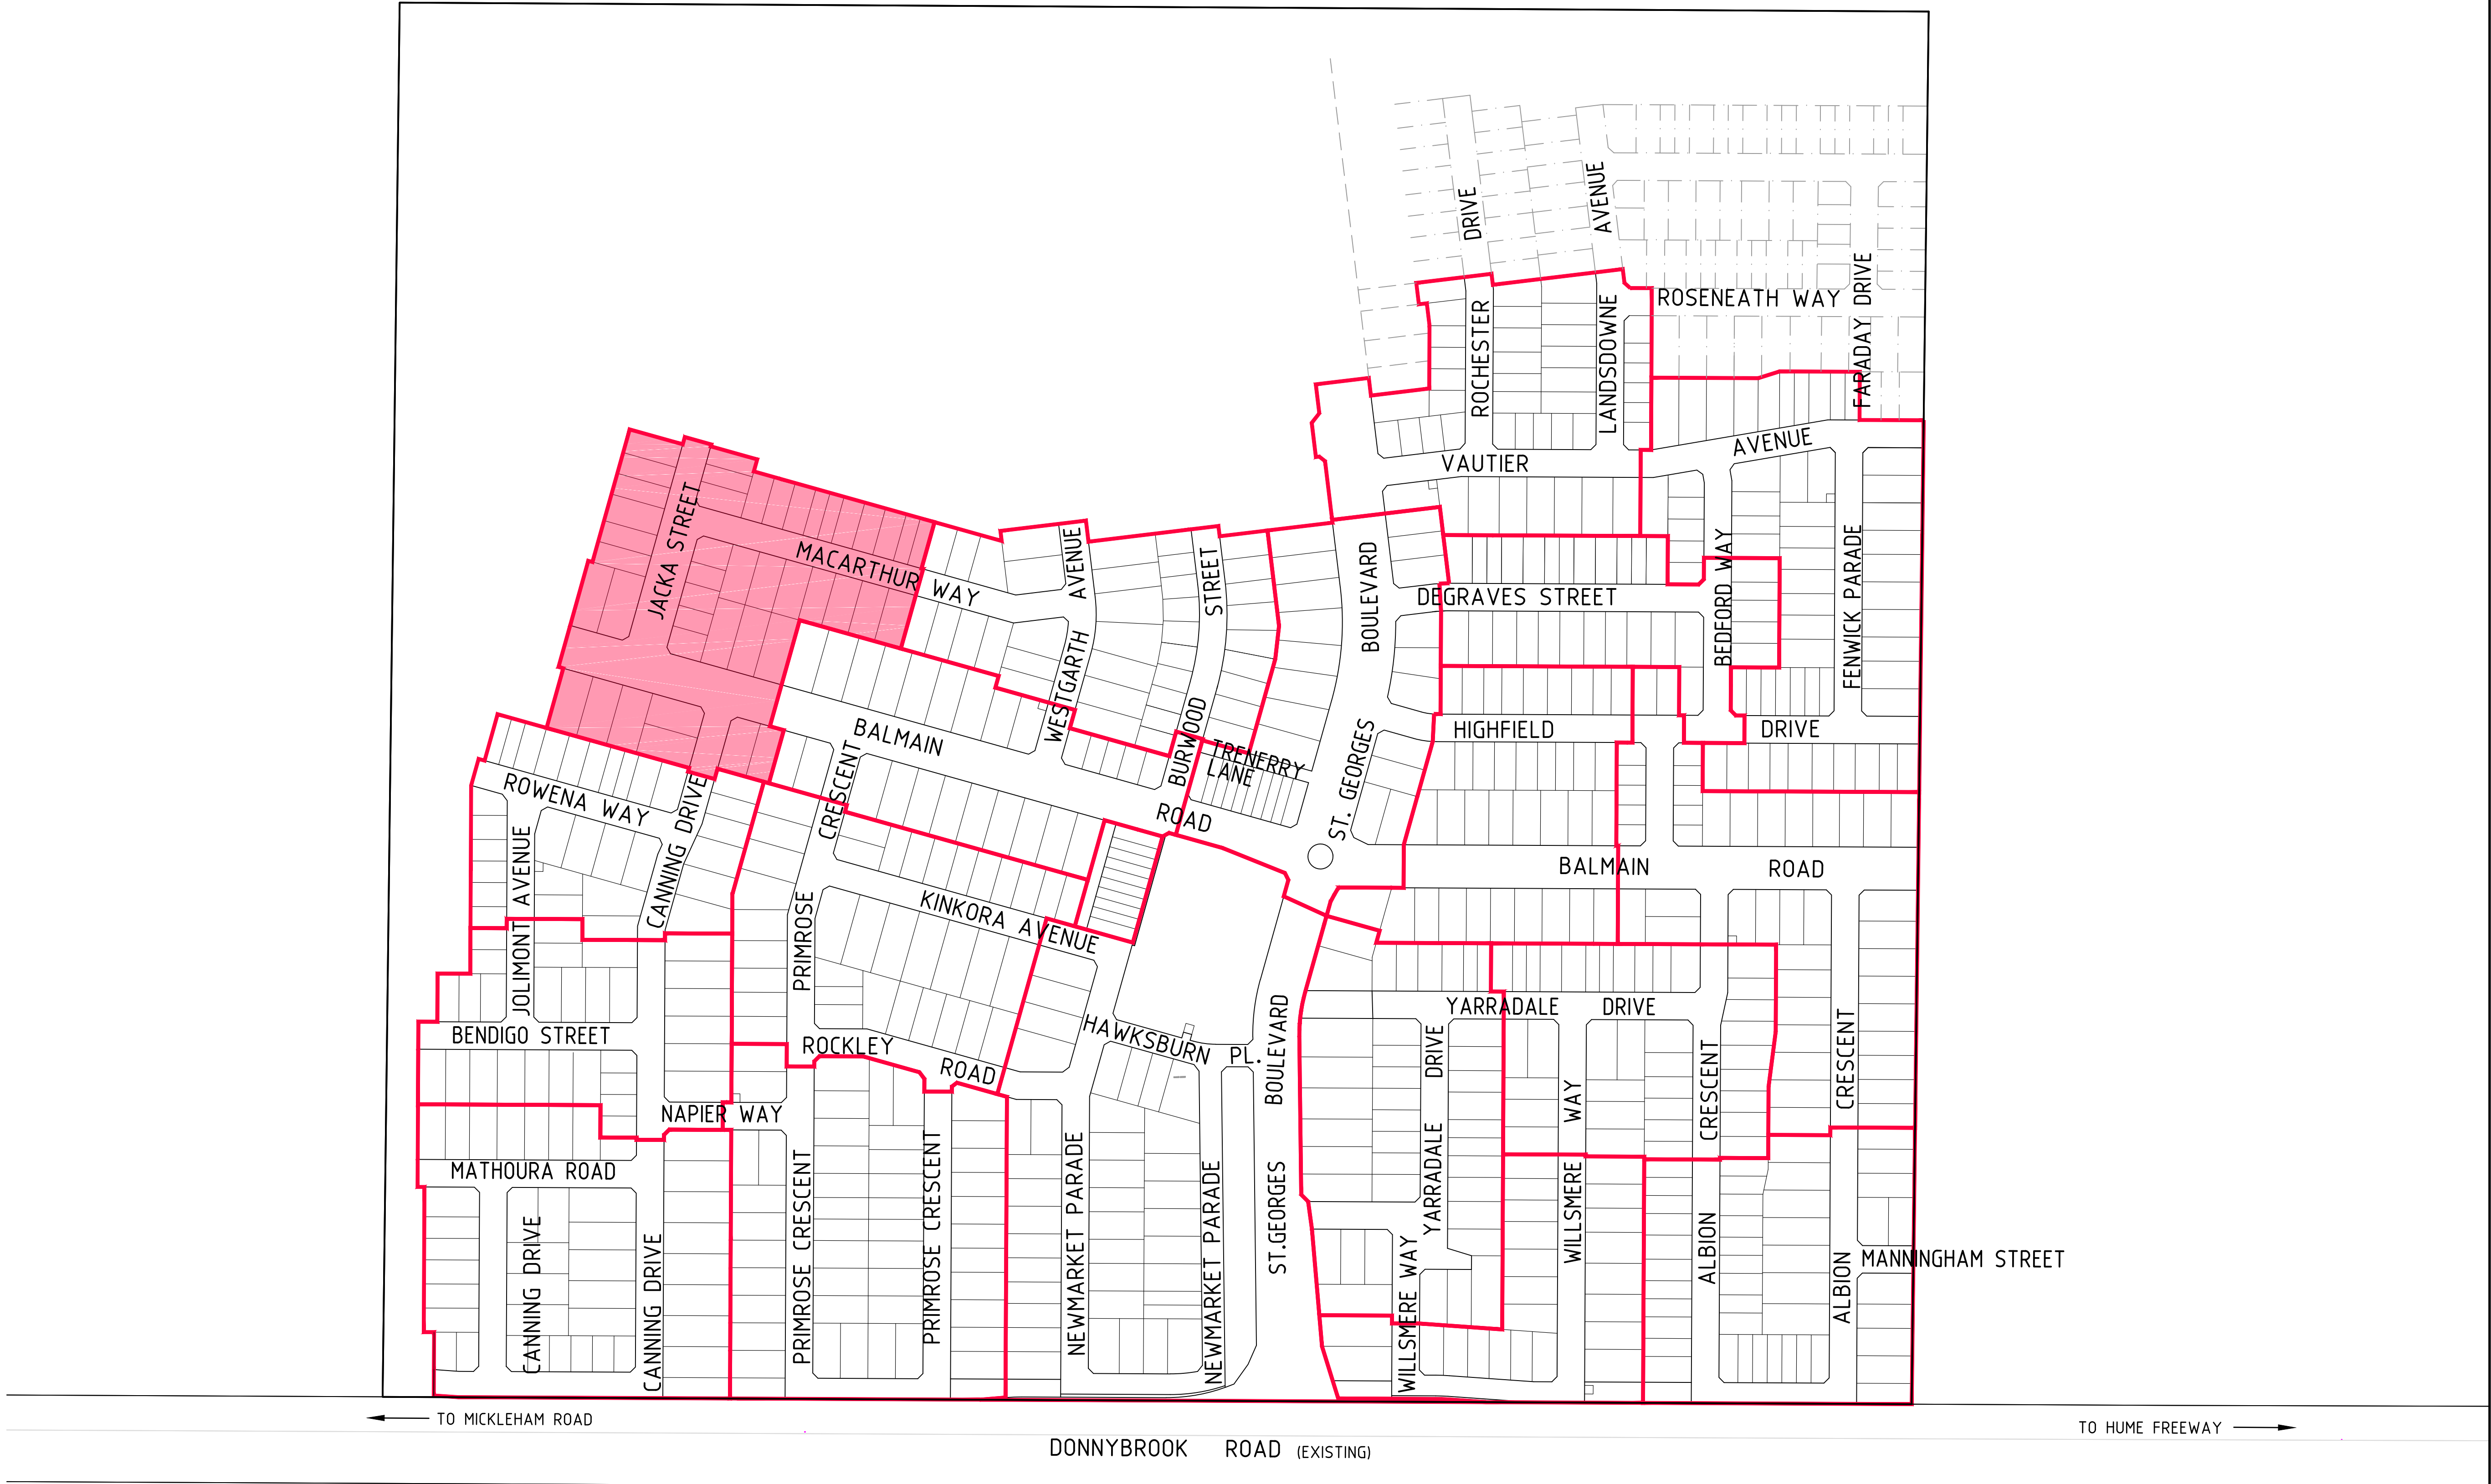 DRIVE
AVENUE
ROSENEATH WAY
FARADAY DRIVE
ROCHESTER
LANDSDOWNE
AVENUE
VAUTIER
JACKA STREET
MACARTHUR WAY
AVENUE
STREET
BOULEVARD
DEGRAVES STREET
BEDFORD WAY
FENWICK PARADE
WESTGARTH
BURWOOD
BALMAIN
CRESCENT
TRENERRY
LANE
ROAD
ST. GEORGES
HIGHFIELD
DRIVE
ROWENA WAY
CANNING DRIVE
JOLIMONT AVENUE
BALMAIN
ROAD
PRIMROSE
KINKORA AVENUE
BENDIGO STREET
ROCKLEY
ROAD
HAWKSBURN PL.
BOULEVARD
YARRADALE DRIVE
DRIVE
WAY
CRESCENT
CRESCENT
NAPIER WAY
MATHOURA ROAD
CANNING DRIVE
CANNING DRIVE
PRIMROSE CRESCENT
PRIMROSE CRESCENT
NEWMARKET PARADE
NEWMARKET PARADE
ST.GEORGES
WILLSMERE WAY
YARRADALE
WILLSMERE
ALBION
ALBION
MANNINGHAM STREET
TO MICKLEHAM ROAD
TO HUME FREEWAY
DONNYBROOK ROAD (EXISTING)